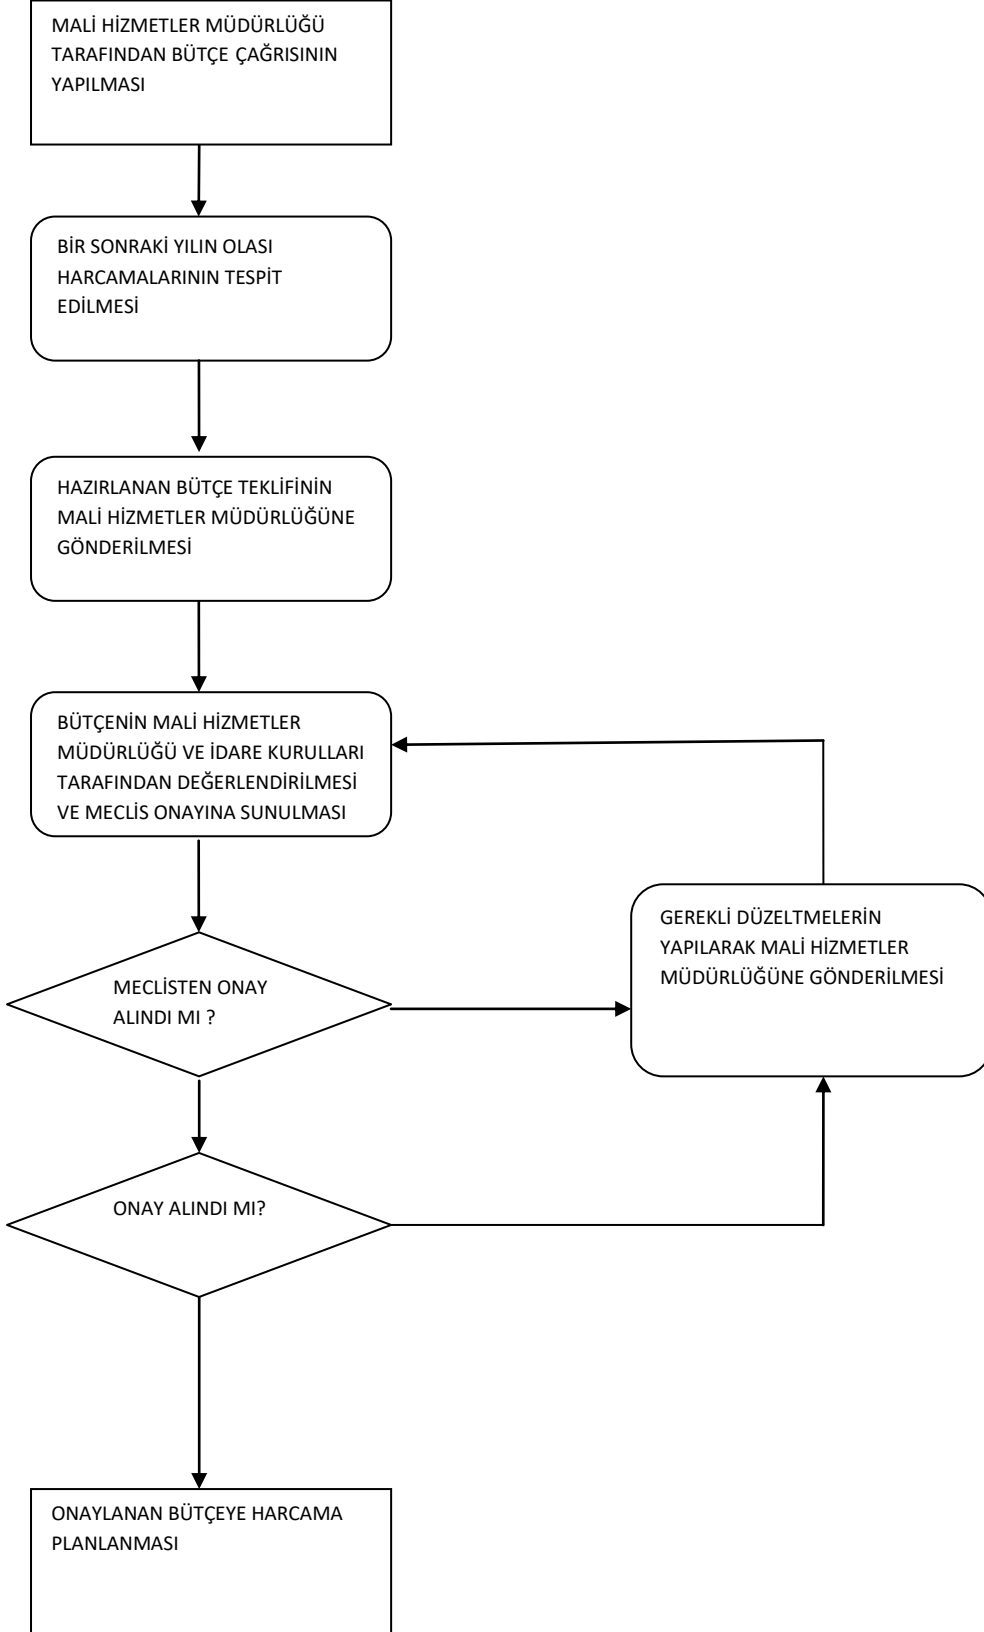 MALİ HİZMETLER MÜDÜRLÜĞÜ
TARAFINDAN BÜTÇE ÇAĞRISININ
YAPILMASI
BİR SONRAKİ YILIN OLASI
HARCAMALARININ TESPİT
EDİLMESİ
HAZIRLANAN BÜTÇE TEKLİFİNİN
MALİ HİZMETLER MÜDÜRLÜĞÜNE
GÖNDERİLMESİ
BÜTÇENİN MALİ HİZMETLER
MÜDÜRLÜĞÜ VE İDARE KURULLARI
TARAFINDAN DEĞERLENDİRİLMESİ
VE MECLİS ONAYINA SUNULMASI
GEREKLİ DÜZELTMELERİN
YAPILARAK MALİ HİZMETLER
MÜDÜRLÜĞÜNE GÖNDERİLMESİ
MECLİSTEN ONAY
ALINDI MI ?
ONAY ALINDI MI?
ONAYLANAN BÜTÇEYE HARCAMA
PLANLANMASI